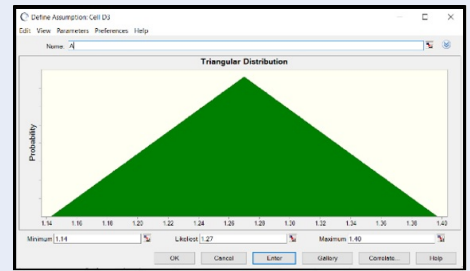 Define Assumption: Cell D3
Edit View Parameters Preferences Help
Name: A
Triangular Distribution
Probability
1.14 1.16 1.18 1.20 1.22 1.24 1.26 1.28 1.30 1.32 1.34 1.36 1.38 1.40
Minimum 1.14 Likeliest 1.27 Maximum 1.40
OK Cancel Enter Gallery Correlate... Help